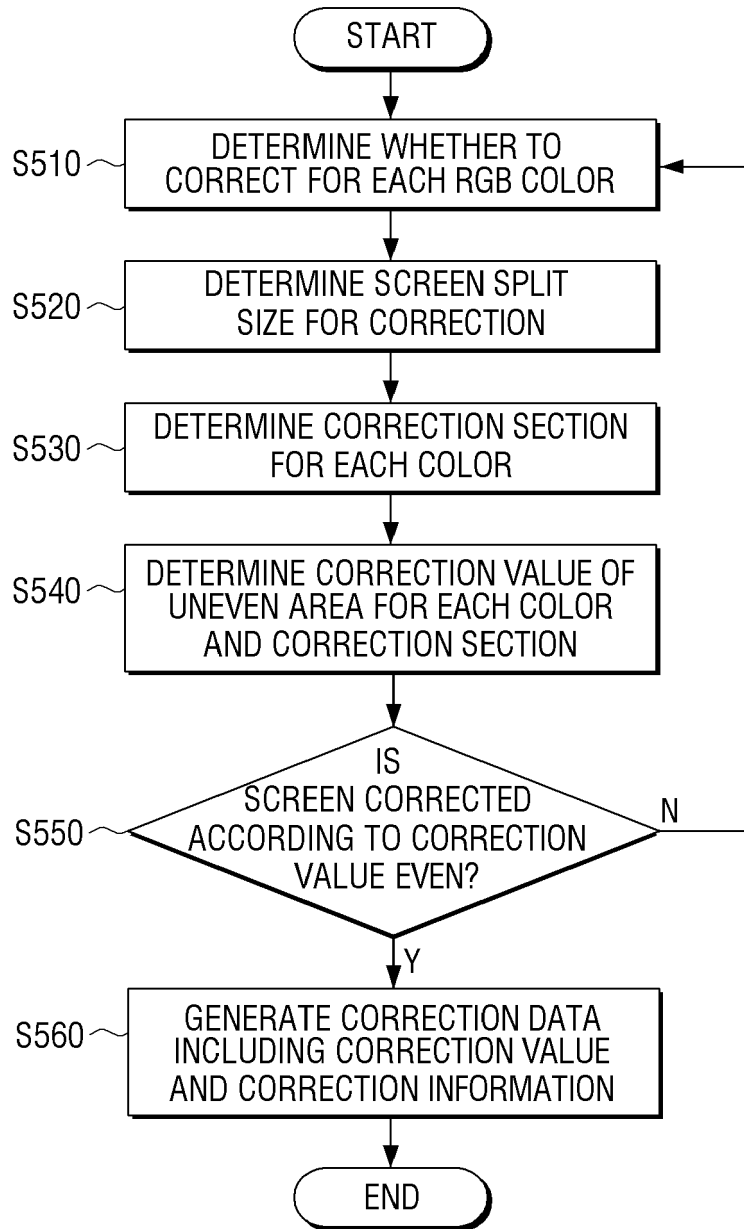 START
S510
DETERMINE WHETHER TO
CORRECT FOR EACH RGB COLOR
S520
DETERMINE SCREEN SPLIT
SIZE FOR CORRECTION
S530
DETERMINE CORRECTION SECTION
FOR EACH COLOR
S540
DETERMINE CORRECTION VALUE OF
UNEVEN AREA FOR EACH COLOR
AND CORRECTION SECTION
S550
IS
SCREEN CORRECTED
ACCORDING TO CORRECTION
VALUE EVEN?
N
Y
S560
GENERATE CORRECTION DATA
INCLUDING CORRECTION VALUE
AND CORRECTION INFORMATION
END